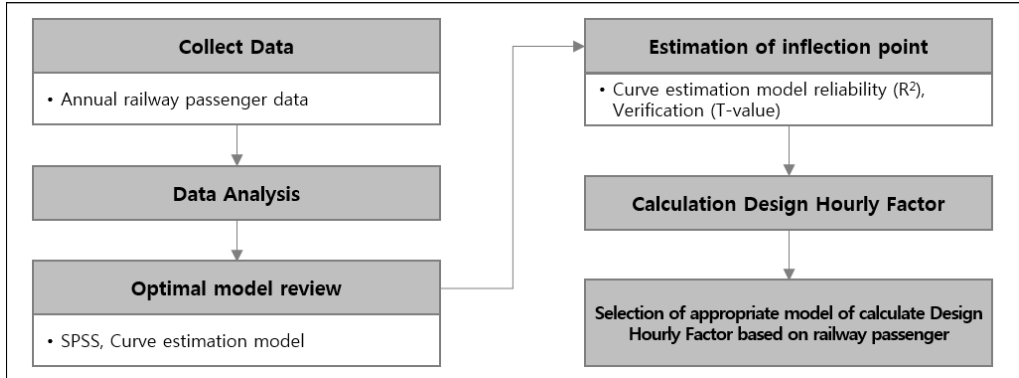 Collect Data
• Annual railway passenger data
Data Analysis
Optimal model review
• SPSS, Curve estimation model
Estimation of inflection point
• Curve estimation model reliability (R²),
Verification (T-value)
Calculation Design Hourly Factor
Selection of appropriate model of calculate Design
Hourly Factor based on railway passenger